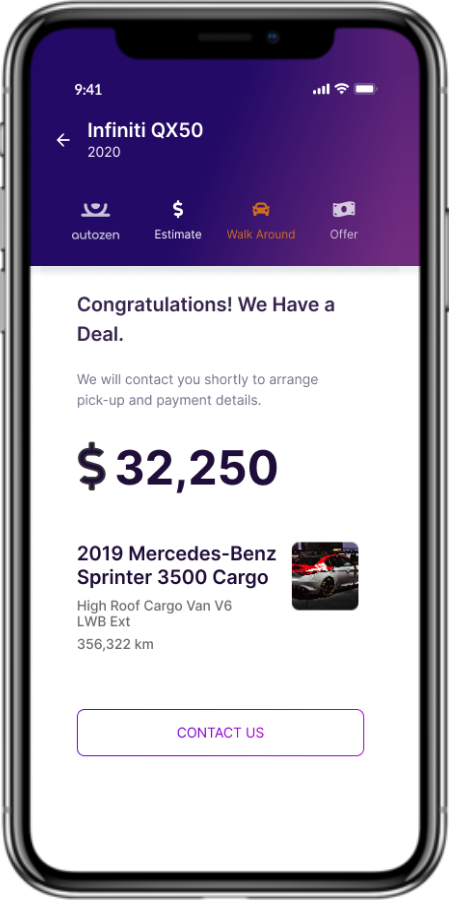 9:41
Infiniti QX50
2020
autozen
Estimate
Walk Around
Offer
Congratulations! We Have a
Deal.
We will contact you shortly to arrange
pick-up and payment details.
$ 32,250
2019 Mercedes-Benz
Sprinter 3500 Cargo
High Roof Cargo Van V6
LWB Ext
356,322 km
CONTACT US